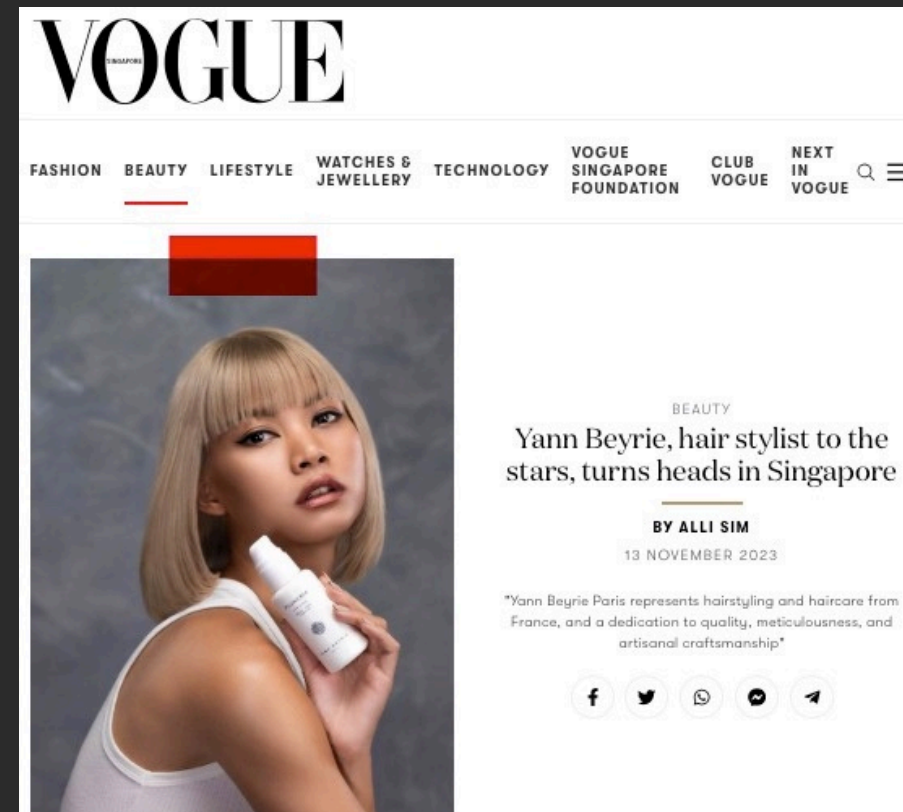 VOGUE
SINGAPORE
FASHION
BEAUTY
LIFESTYLE
WATCHES &
JEWELLERY
TECHNOLOGY
VOGUE
SINGAPORE
FOUNDATION
CLUB
VOGUE
NEXT
IN
VOGUE
BEAUTY
Yann Beyrie, hair stylist to the
stars, turns heads in Singapore
BY ALLI SIM
13 NOVEMBER 2023
"Yann Beyrie Paris represents hairstyling and haircare from
France, and a dedication to quality, meticulousness, and
artisanal craftsmanship"